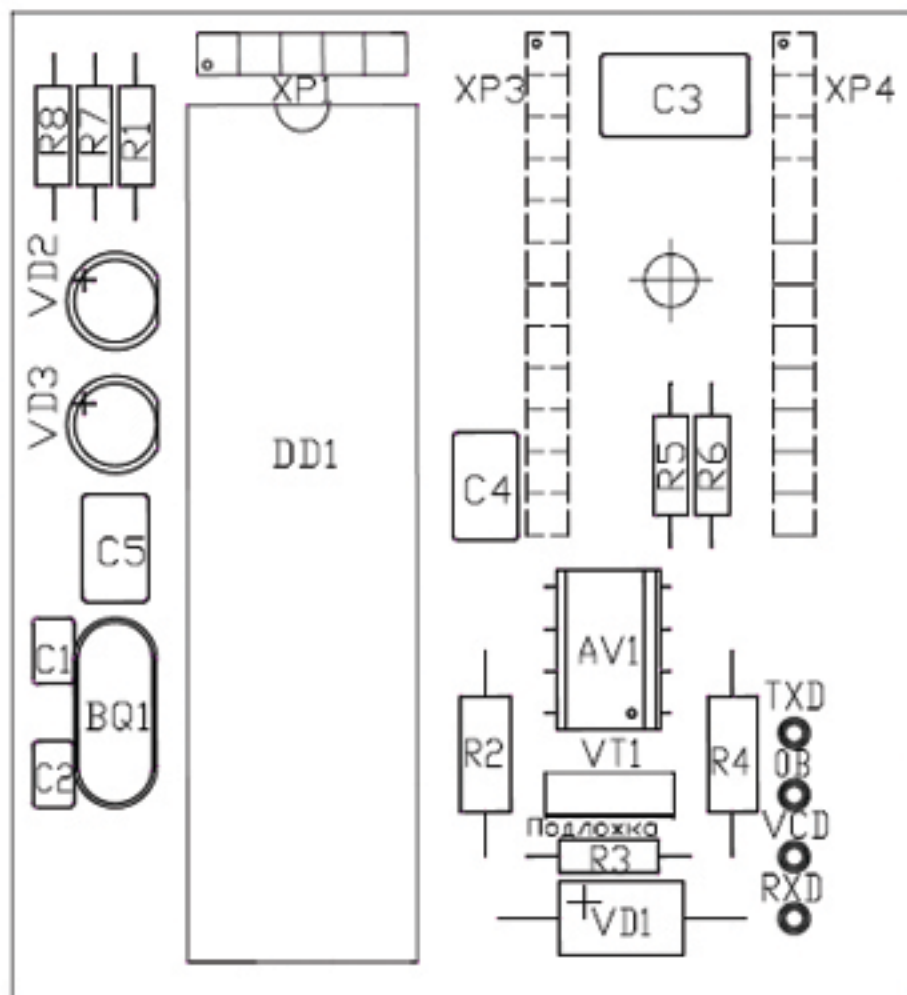 XP1
XP3
C3
XP4
R8
R7
R1
VD2
VD3
DD1
C4
R5
R6
C5
C1
BQ1
C2
AV1
TXD
R2
VT1
R4
0В
Подложка
VCD
R3
RXD
VD1